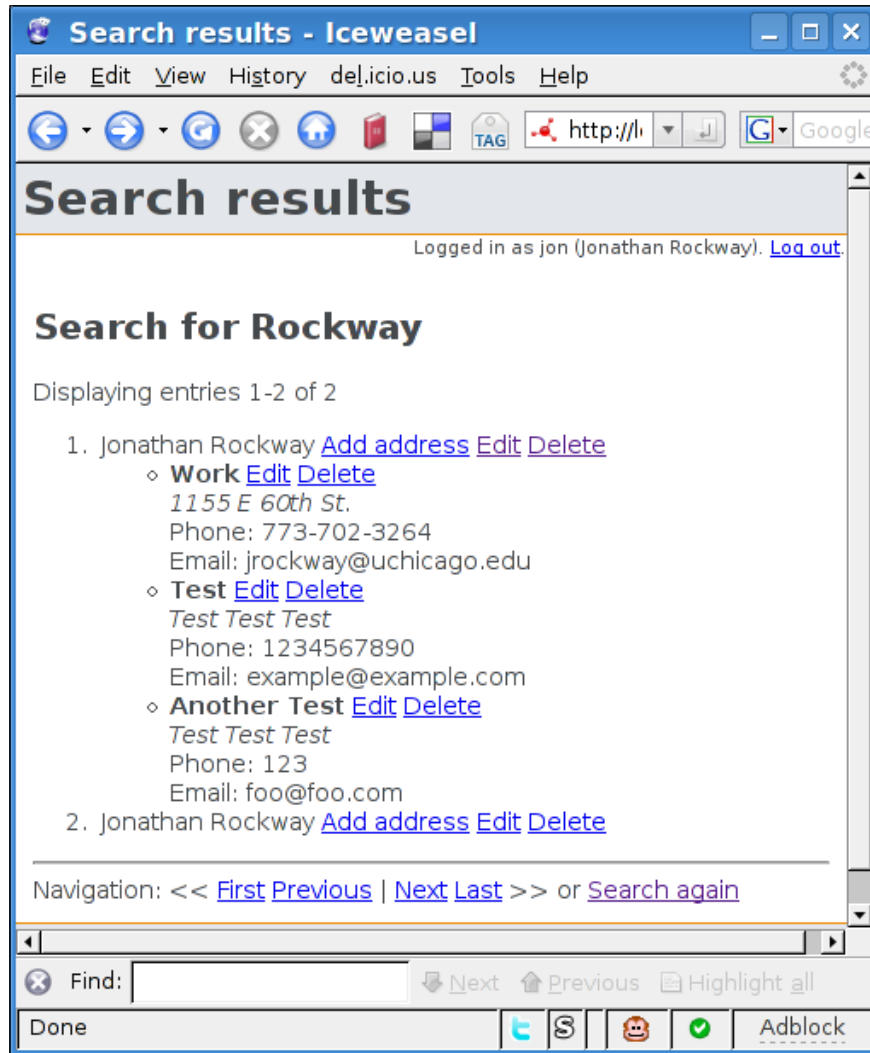 Search results - Iceweasel
File Edit View History del.icio.us Tools Help
TAG http://l G Google
Search results
Logged in as jon (Jonathan Rockway). Log out.
Search for Rockway
Displaying entries 1-2 of 2
1. Jonathan Rockway Add address Edit Delete
Work Edit Delete
1155 E 60th St.
Phone: 773-702-3264
Email: jrockway@uchicago.edu
Test Edit Delete
Test Test Test
Phone: 1234567890
Email: example@example.com
Another Test Edit Delete
Test Test Test
Phone: 123
Email: foo@foo.com
2. Jonathan Rockway Add address Edit Delete
Navigation: << First Previous | Next Last >> or Search again
Find: Next Previous Highlight all
Done t S Adblock